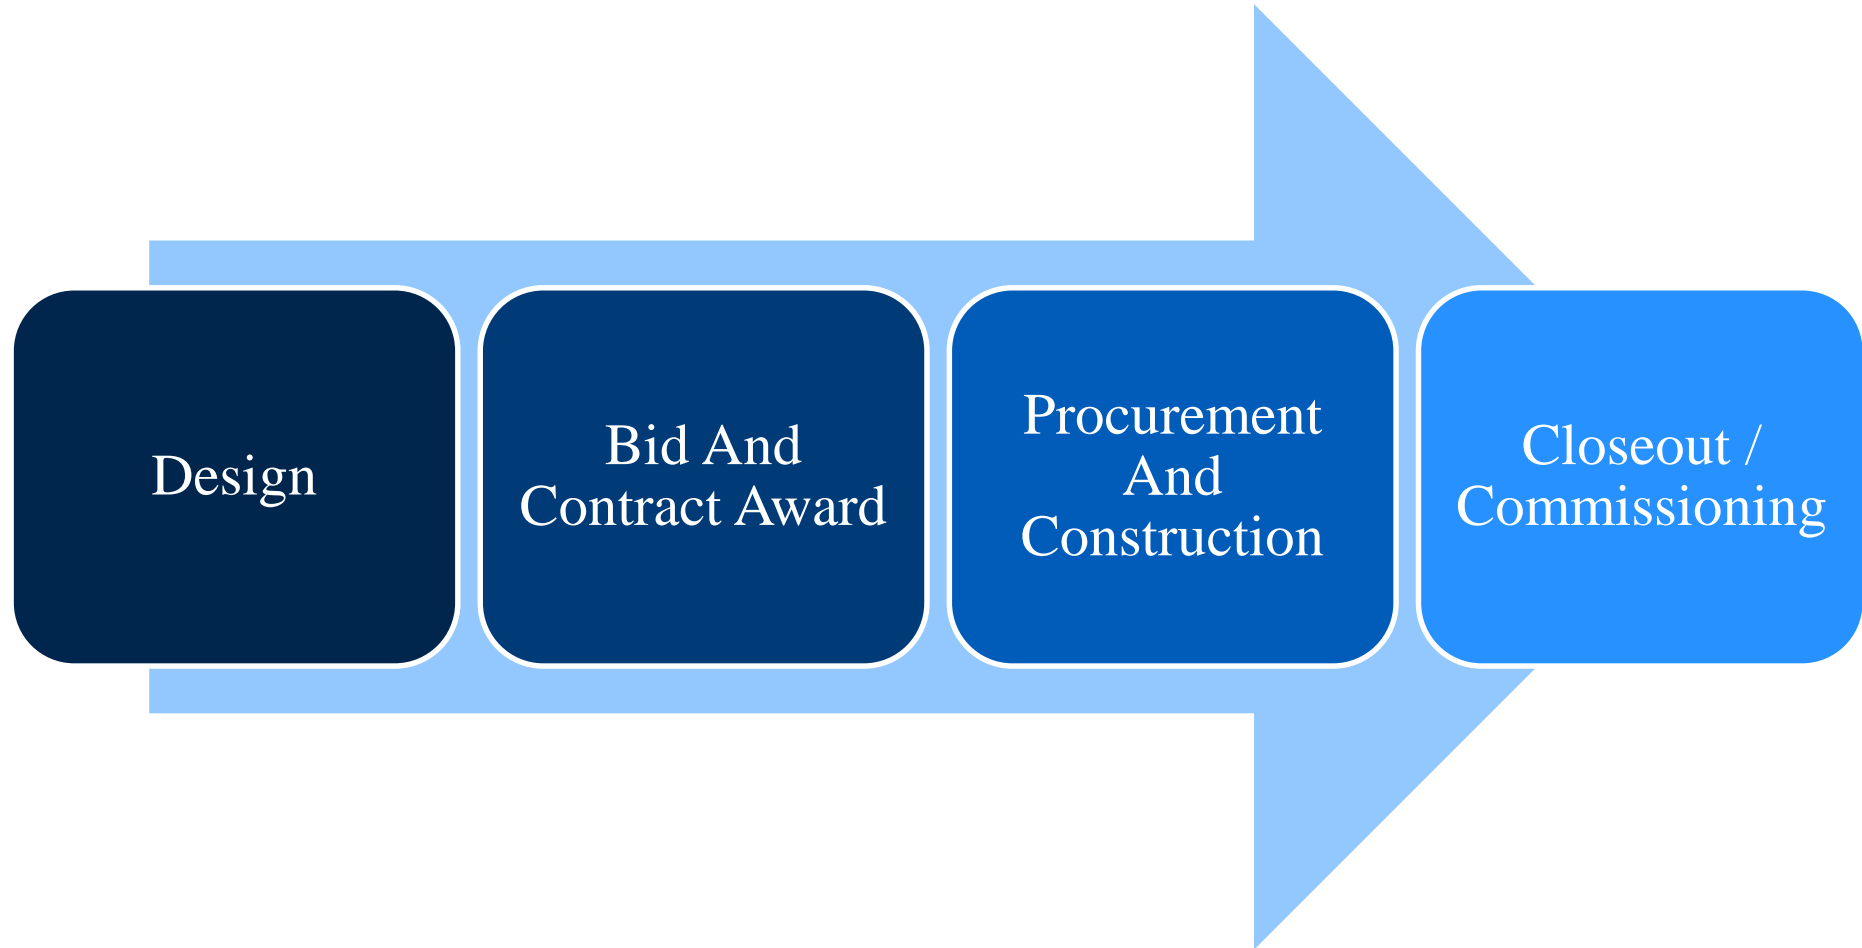 Design
Bid And
Contract Award
Procurement
And
Construction
Closeout /
Commissioning